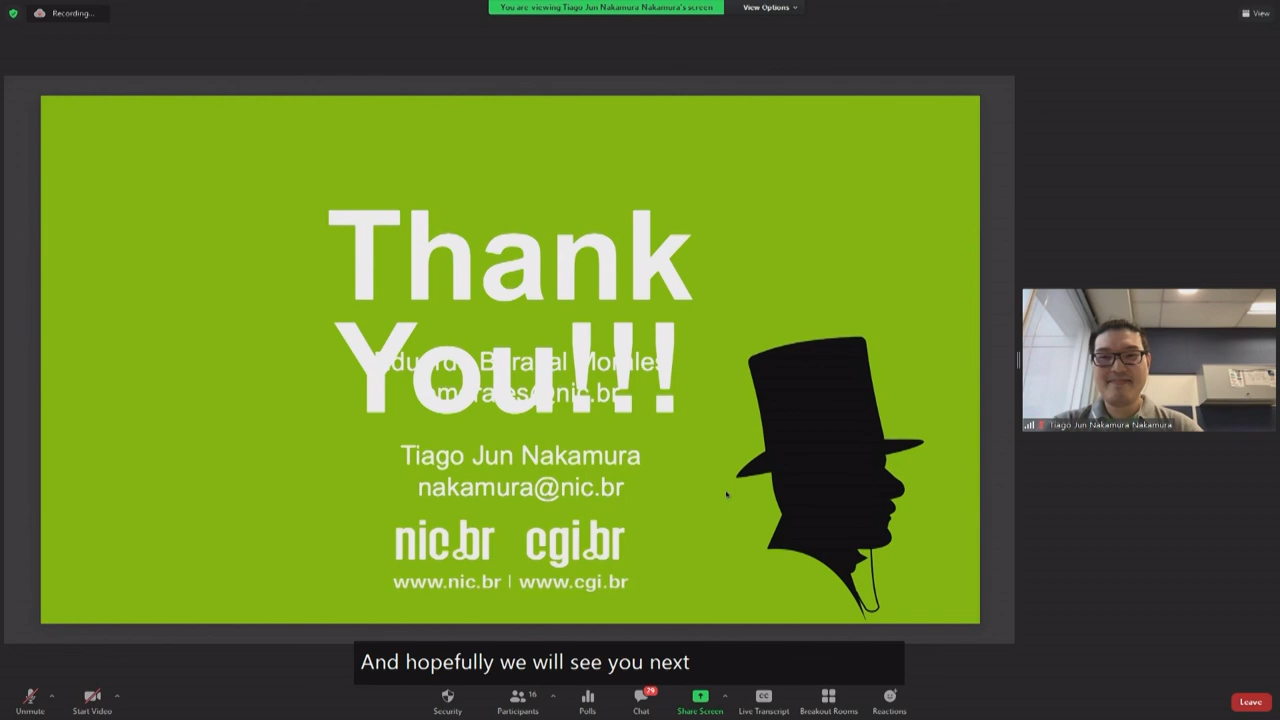 Recording...
You are viewing Tiago Jun Nakamura Nakamura's screen
View Options
View
Thank
You!!!
Tiago Jun Nakamura
nakamura@nic.br
nic.br cgi.br
www.nic.br | www.cgi.br
Tiago Jun Nakamura Nakamura
And hopefully we will see you next
Unmute
Start Video
Security
Participants
16
Polls
Chat
29
Share Screen
CC
Live Transcript
Breakout Rooms
Reactions
Leave